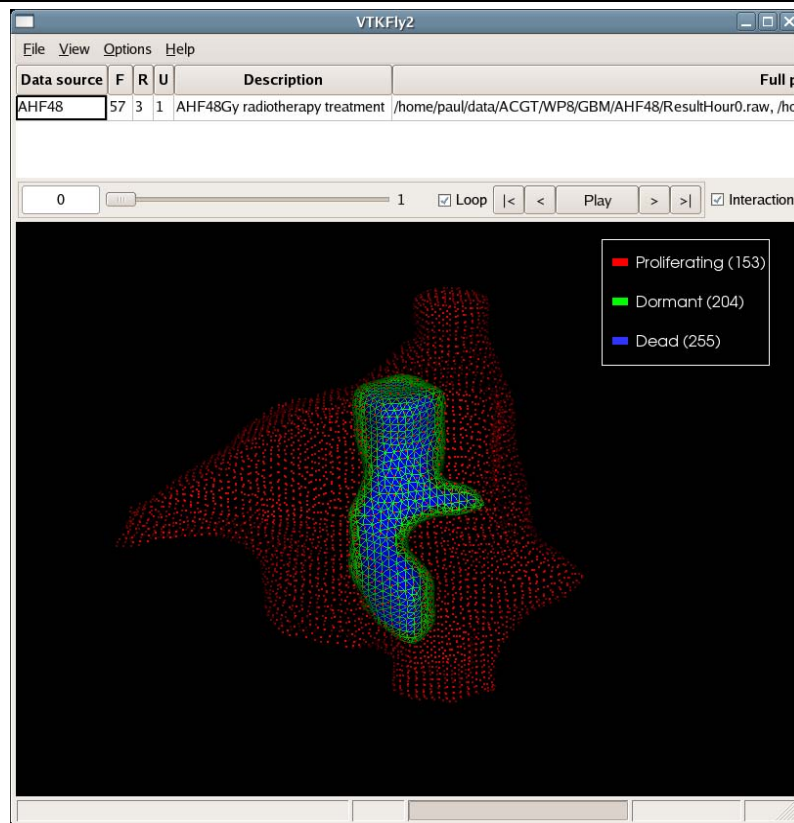 VTKFly2
File View Options Help
Data source F R U Description Full
AHF48 57 3 1 AHF48Gy radiotherapy treatment /home/paul/data/ACGT/WP8/GBM/AHF48/ResultHour0.raw,
0 1 Loop |< < Play > >| Interaction
Proliferating (153)
Dormant (204)
Dead (255)